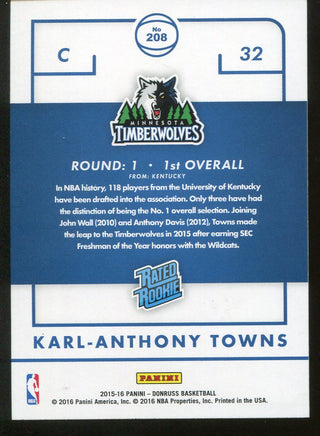 No
208
C
32
MINNESOTA
TIMBERWOLVES
ROUND: 1 • 1st OVERALL
FROM: KENTUCKY
In NBA history, 118 players from the University of Kentucky
have been drafted into the association. Only three have had
the distinction of being the No. 1 overall selection. Joining
John Wall (2010) and Anthony Davis (2012), Towns made
the leap to the Timberwolves in 2015 after earning SEC
Freshman of the Year honors with the Wildcats.
RATED
ROOKIE
KARL-ANTHONY TOWNS
PANINI
2015-16 PANINI - DONRUSS BASKETBALL
© 2016 Panini America, Inc. © 2016 NBA Properties, Inc. Printed in the USA.